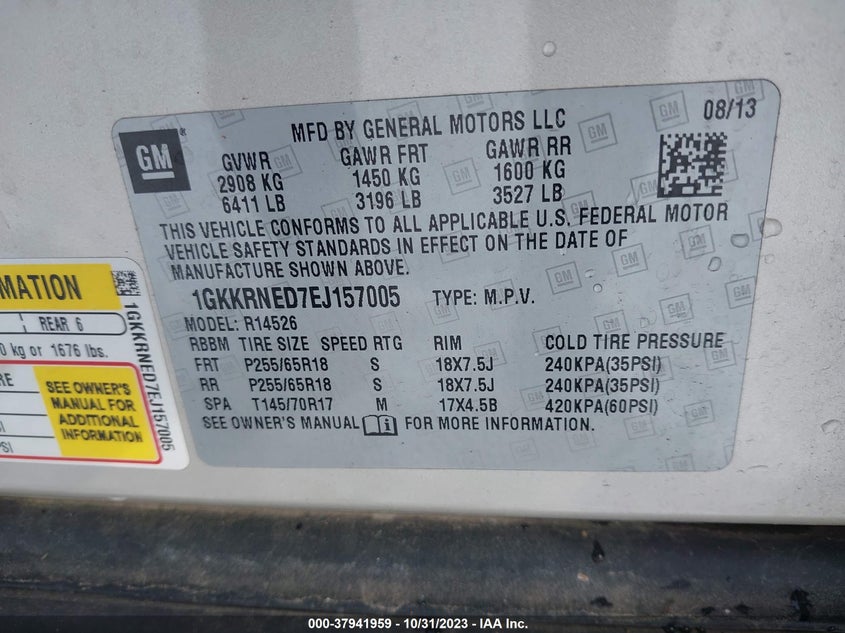 GM
MFD BY GENERAL MOTORS LLC
08/13
GVWR GAWR FRT GAWR RR
2908 KG 1450 KG 1600 KG
6411 LB 3196 LB 3527 LB
THIS VEHICLE CONFORMS TO ALL APPLICABLE U.S. FEDERAL MOTOR
VEHICLE SAFETY STANDARDS IN EFFECT ON THE DATE OF
MANUFACTURE SHOWN ABOVE.
1GKKRNED7EJ157005 TYPE: M.P.V.
MODEL: R14526
RBBM TIRE SIZE SPEED RTG RIM COLD TIRE PRESSURE
FRT P255/65R18 S 18X7.5J 240KPA(35PSI)
RR P255/65R18 S 18X7.5J 240KPA(35PSI)
SPA T145/70R17 M 17X4.5B 420KPA(60PSI)
SEE OWNER'S MANUAL FOR MORE INFORMATION.
MATION
REAR 6
0 kg or 1676 lbs.
RE
SEE OWNER'S
MANUAL FOR
ADDITIONAL
INFORMATION
SI
PSI
1GKKRNED7EJ157005
000-37941959 - 10/31/2023 - IAA Inc.